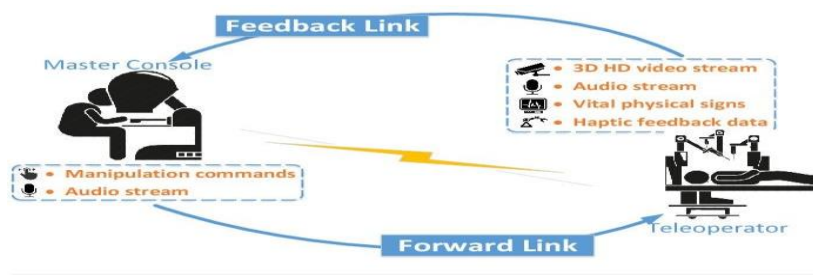 Feedback Link
Master Console
• 3D HD video stream
• Audio stream
• Vital physical signs
• Haptic feedback data
• Manipulation commands
• Audio stream
Teleoperator
Forward Link